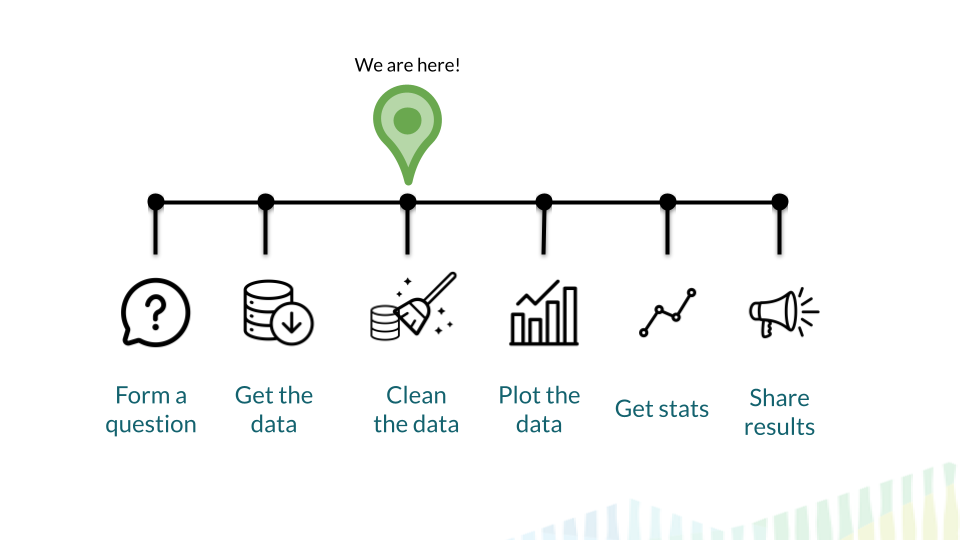 We are here!
Form a
question
Get the
data
Clean
the data
Plot the
data
Get stats
Share
results